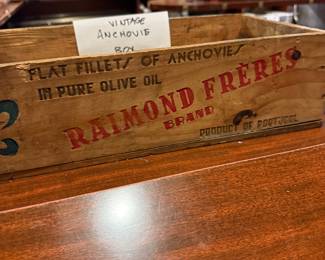 VINTAGE
ANCHOVIE
BOX
FLAT FILLETS OF ANCHOVIES
IN PURE OLIVE OIL
RAIMOND FRÈRES
BRAND
PRODUCT OF PORTUGAL